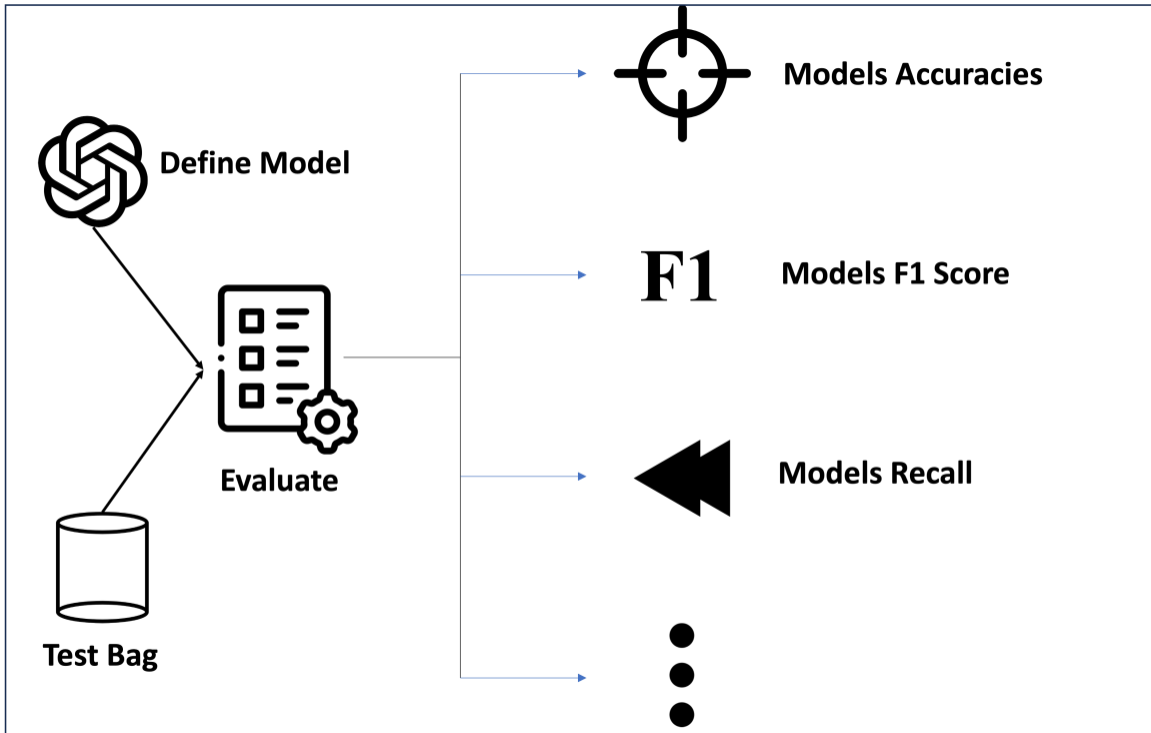 Models Accuracies
Define Model
F1
Models F1 Score
Evaluate
Models Recall
Test Bag